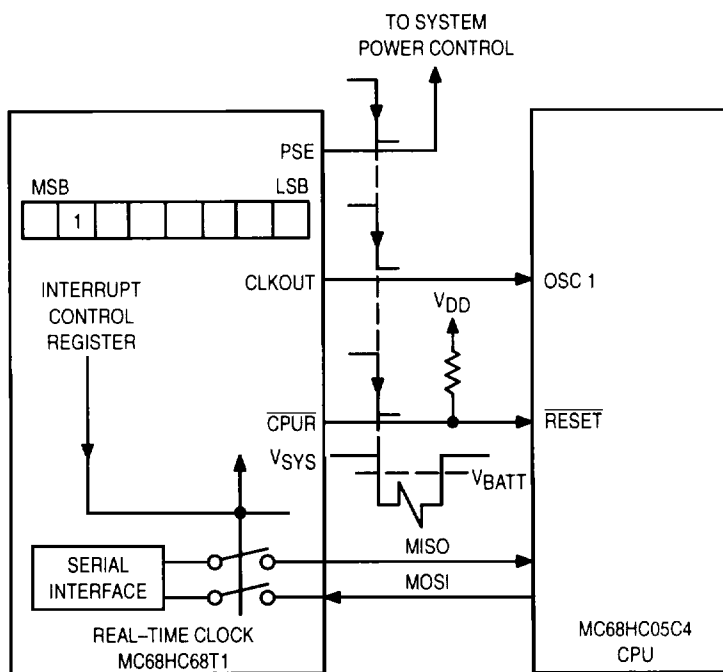 TO SYSTEM
POWER CONTROL
PSE
MSB LSB
1
CLKOUT
OSC 1
INTERRUPT
CONTROL
REGISTER
VDD
CPUR
RESET
VSYS
VBATT
MISO
SERIAL
INTERFACE
MOSI
REAL–TIME CLOCK
MC68HC68T1
MC68HC05C4
CPU